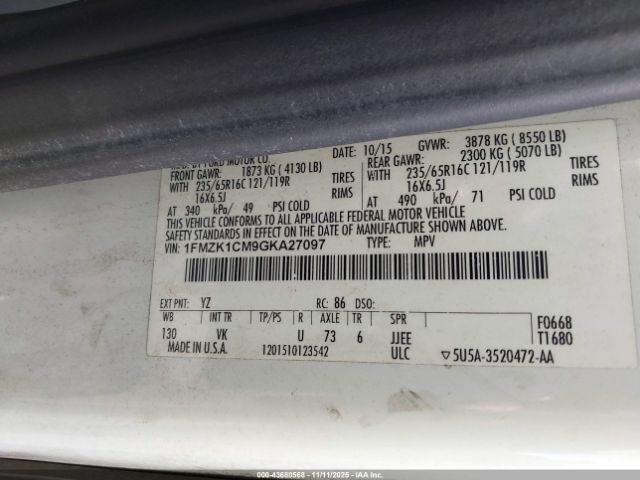 MFD. BY FORD MOTOR CO. DATE: 10/15 GVWR: 3878 KG ( 8550 LB)
FRONT GAWR: 1873 KG ( 4130 LB) REAR GAWR: 2300 KG ( 5070 LB)
WITH 235/65R16C 121/119R TIRES WITH 235/65R16C 121/119R TIRES
16X6.5J RIMS 16X6.5J RIMS
AT 340 kPa/ 49 PSI COLD AT 490 kPa/ 71 PSI COLD
THIS VEHICLE CONFORMS TO ALL APPLICABLE FEDERAL MOTOR VEHICLE
SAFETY STANDARDS IN EFFECT ON THE DATE OF MANUFACTURE SHOWN ABOVE.
VIN: 1FMZK1CM9GKA27097 TYPE: MPV
EXT PNT: YZ RC: 86 DSO:
WB INT TR TP/PS R AXLE TR SPR F0668
130 VK U 73 6 JJEE T1680
MADE IN U.S.A. 1201510123542 ULC ▽5U5A-3520472-AA
000-43680568 - 11/11/2025 - IAA Inc.